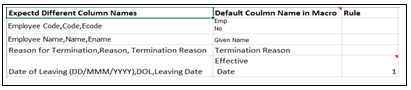 Expectd Different Column Names Default Coulmn Name in Macro Rule
Employee Code,Code,Ecode Emp No
Employee Name,Name,Ename Given Name
Reason for Termination,Reason, Termination Reason Termination Reason
Date of Leaving (DD/MMM/YYYY),DOL,Leaving Date Effective Date 1